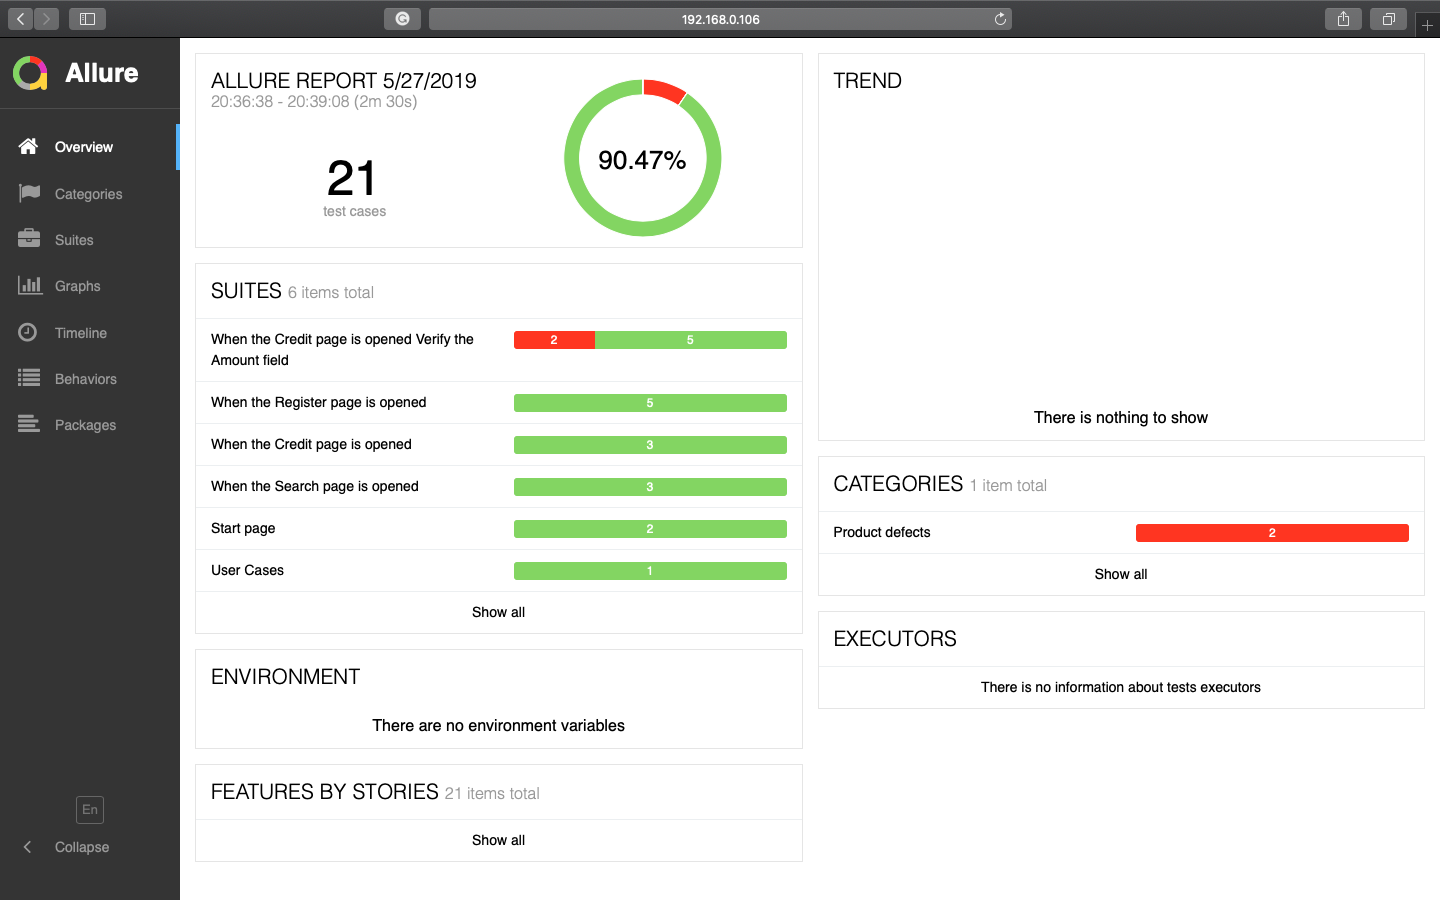 192.168.0.106
Allure
Overview
Categories
Suites
Graphs
Timeline
Behaviors
Packages
En
Collapse
ALLURE REPORT 5/27/2019
20:36:38 - 20:39:08 (2m 30s)
21
test cases
90.47%
SUITES 6 items total
When the Credit page is opened Verify the
Amount field
2 5
When the Register page is opened 5
When the Credit page is opened 3
When the Search page is opened 3
Start page 2
User Cases 1
Show all
ENVIRONMENT
There are no environment variables
FEATURES BY STORIES 21 items total
Show all
TREND
There is nothing to show
CATEGORIES 1 item total
Product defects 2
Show all
EXECUTORS
There is no information about tests executors